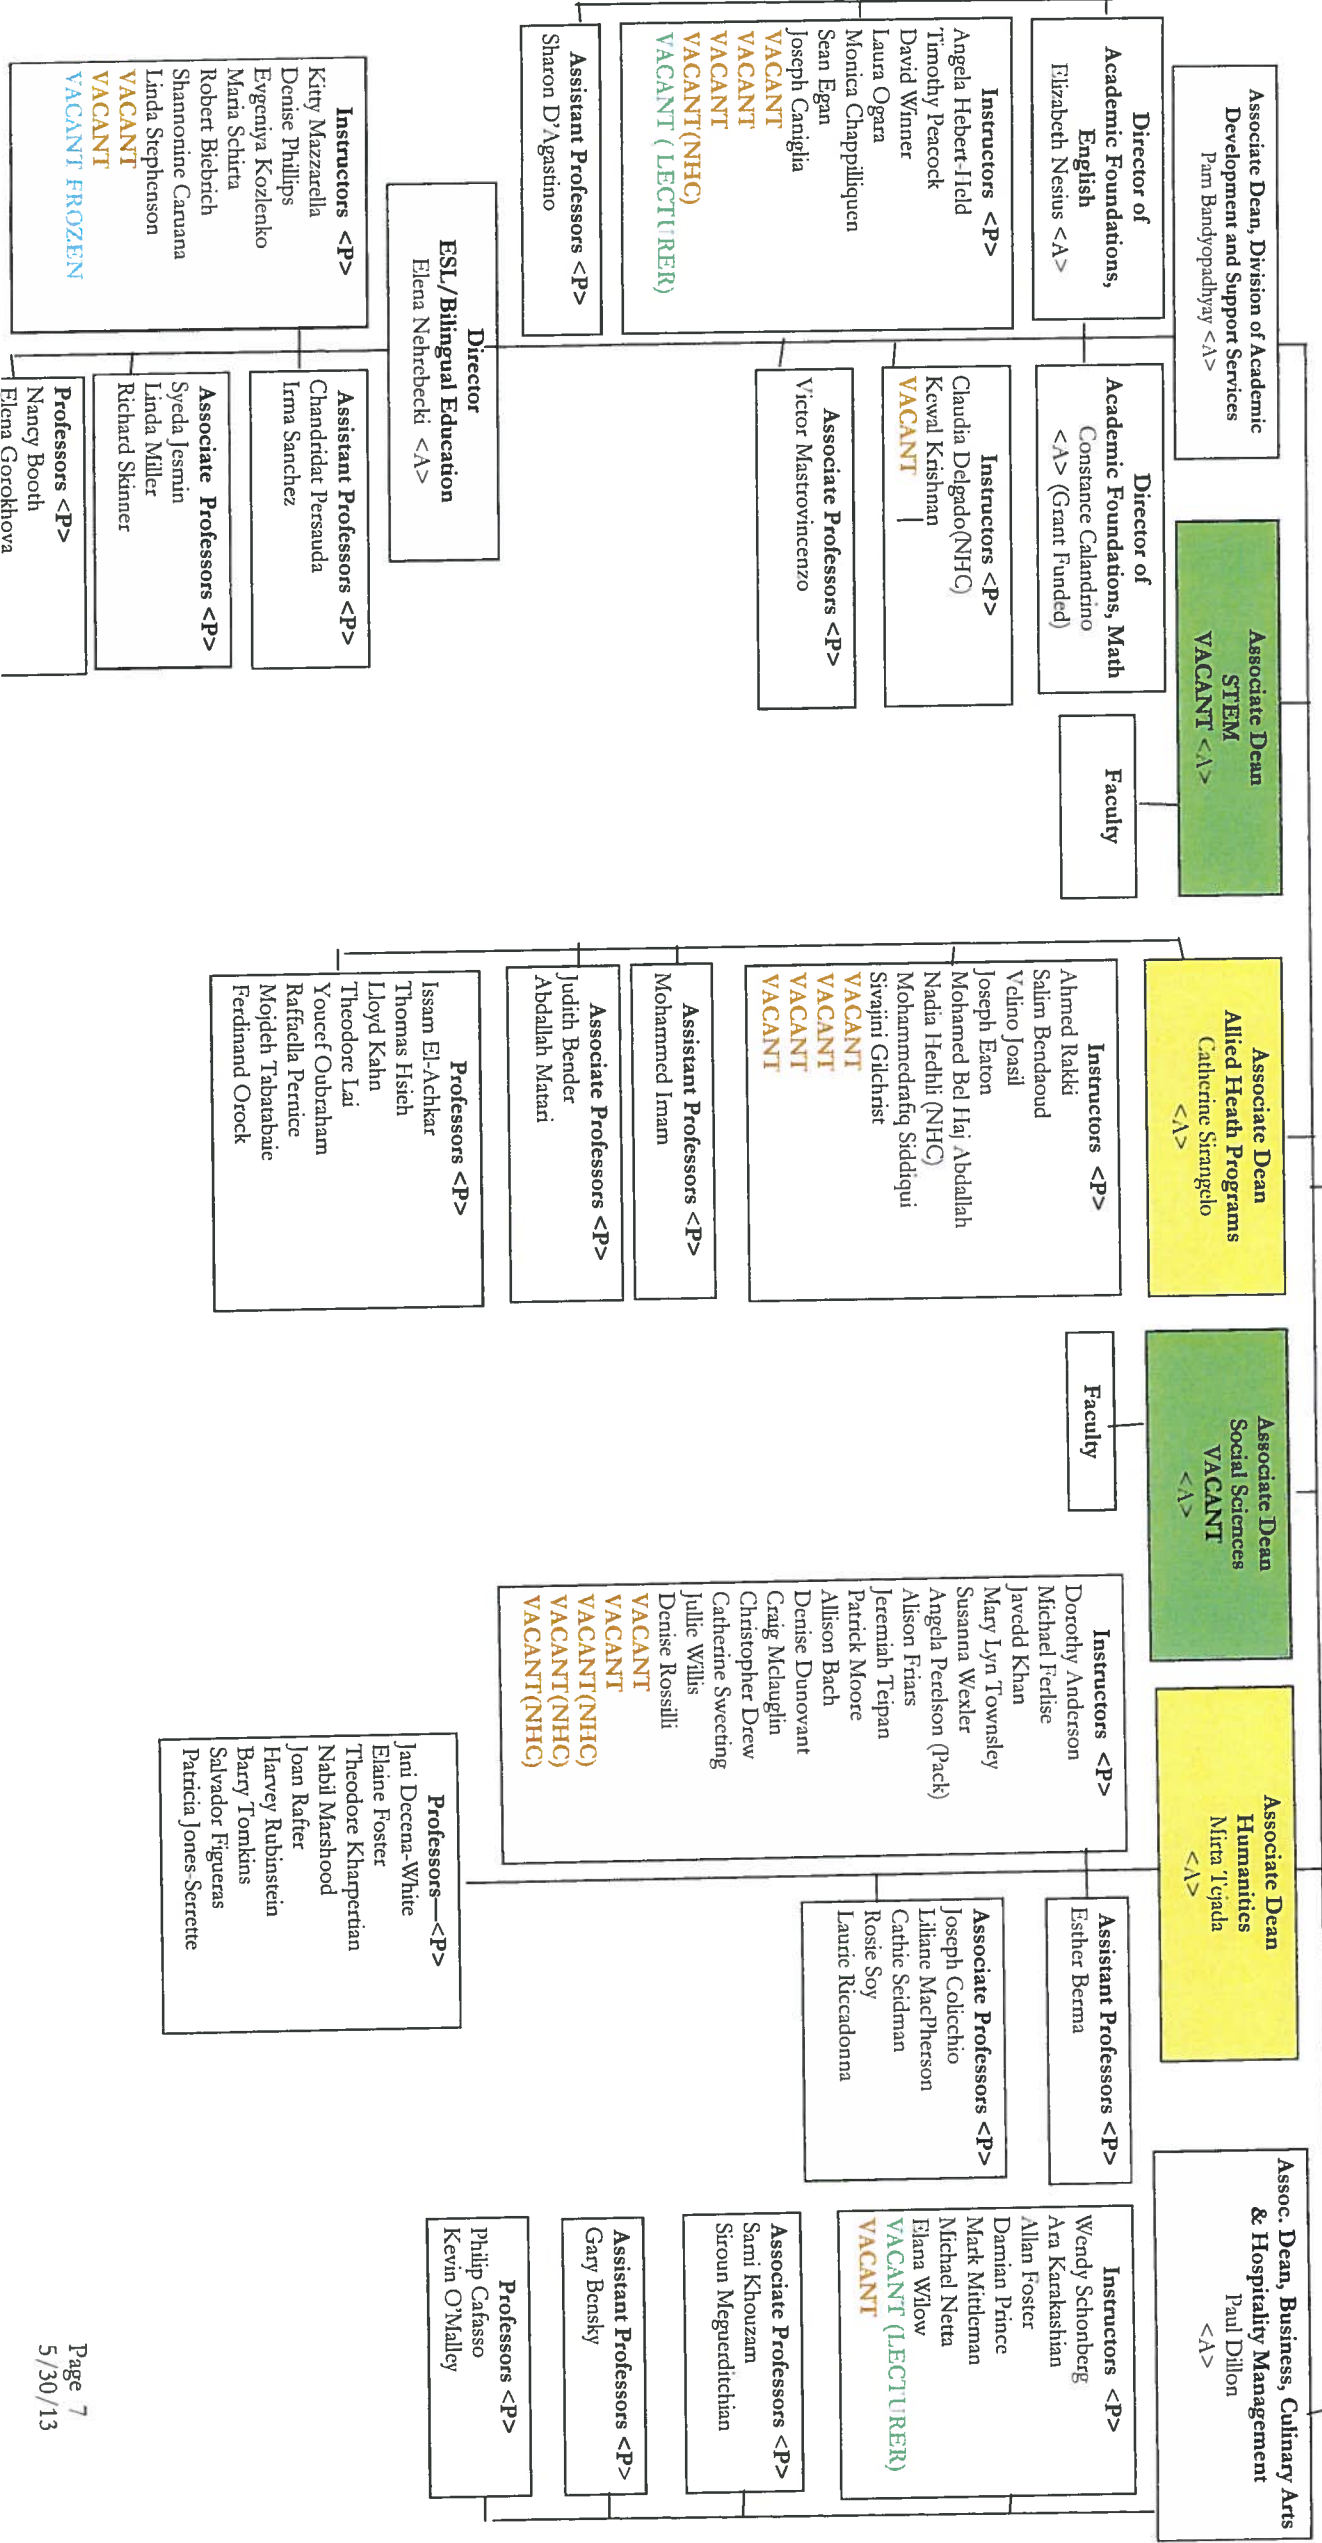 Associate Dean, Division of Academic
Development and Support Services
Pam Bandyopadhyay <A>
Director of
Academic Foundations,
English
Elizabeth Nesius <A>
Instructors <P>
Angela Hebert-Held
Timothy Peacock
David Winner
Laura Ogara
Monica Chappilliquen
Sean Egan
Joseph Caniglia
VACANT
VACANT
VACANT
VACANT(NHC)
VACANT ( LECTURER)
Assistant Professors <P>
Sharon D'Agastino
Director of
Academic Foundations, Math
Constance Calandrino
<A> (Grant Funded)
Instructors <P>
Claudia Delgado(NHC)
Kewal Krishnan
VACANT
Associate Professors <P>
Victor Mastrovincenzo
Director
ESL/Bilingual Education
Elena Nehrebecki <A>
Instructors <P>
Kitty Mazzarella
Denise Phillips
Evgeniya Kozlenko
Maria Schirta
Robert Biebrich
Shannonine Caruana
Linda Stephenson
VACANT
VACANT
VACANT FROZEN
Assistant Professors <P>
Chandridat Persauda
Irma Sanchez
Associate Professors <P>
Syeda Jesmin
Linda Miller
Richard Skinner
Professors <P>
Nancy Booth
Elena Gorokhova
Associate Dean
STEM
VACANT <A>
Faculty
Associate Dean
Allied Heath Programs
Catherine Sirangelo
<A>
Instructors <P>
Ahmed Rakki
Salim Bendaoud
Velino Joasil
Joseph Eaton
Mohamed Bel Haj Abdallah
Nadia Hedhli (NHC)
Mohammedrafiq Siddiqui
Sivajini Gilchrist
VACANT
VACANT
VACANT
VACANT
Assistant Professors <P>
Mohammed Imam
Associate Professors <P>
Judith Bender
Abdallah Matari
Professors <P>
Issam El-Achkar
Thomas Hsieh
Lloyd Kahn
Theodore Lai
Youcef Oubraham
Raffaella Pernice
Mojdeh Tabatabaie
Ferdinand Orock
Associate Dean
Social Sciences
VACANT
<A>
Faculty
Associate Dean
Humanities
Mirta Tejada
<A>
Instructors <P>
Dorothy Anderson
Michael Ferlise
Javedd Khan
Mary Lyn Townsley
Susanna Wexler
Angela Perelson (Pack)
Alison Friars
Jeremiah Teipan
Patrick Moore
Allison Bach
Denise Dunovant
Craig Mclauglin
Christopher Drew
Catherine Sweeting
Jullie Willis
Denise Rossilli
VACANT
VACANT
VACANT(NHC)
VACANT(NHC)
VACANT(NHC)
Assistant Professors <P>
Esther Berma
Associate Professors <P>
Joseph Colicchio
Liliane MacPherson
Cathie Seidman
Rosie Soy
Laurie Riccadonna
Professors—<P>
Jani Decena-White
Elaine Foster
Theodore Kharpertian
Nabil Marshood
Joan Rafter
Harvey Rubinstein
Barry Tomkins
Salvador Figueras
Patricia Jones-Serrette
Assoc. Dean, Business, Culinary Arts
& Hospitality Management
Paul Dillon
<A>
Instructors <P>
Wendy Schonberg
Ara Karakashian
Allan Foster
Damian Prince
Mark Mittleman
Michael Netta
Elana Wilow
VACANT (LECTURER)
VACANT
Associate Professors <P>
Sami Khouzam
Siroun Meguerditchian
Assistant Professors <P>
Gary Bensky
Professors <P>
Philip Cafasso
Kevin O'Malley
Page 7
5/30/13